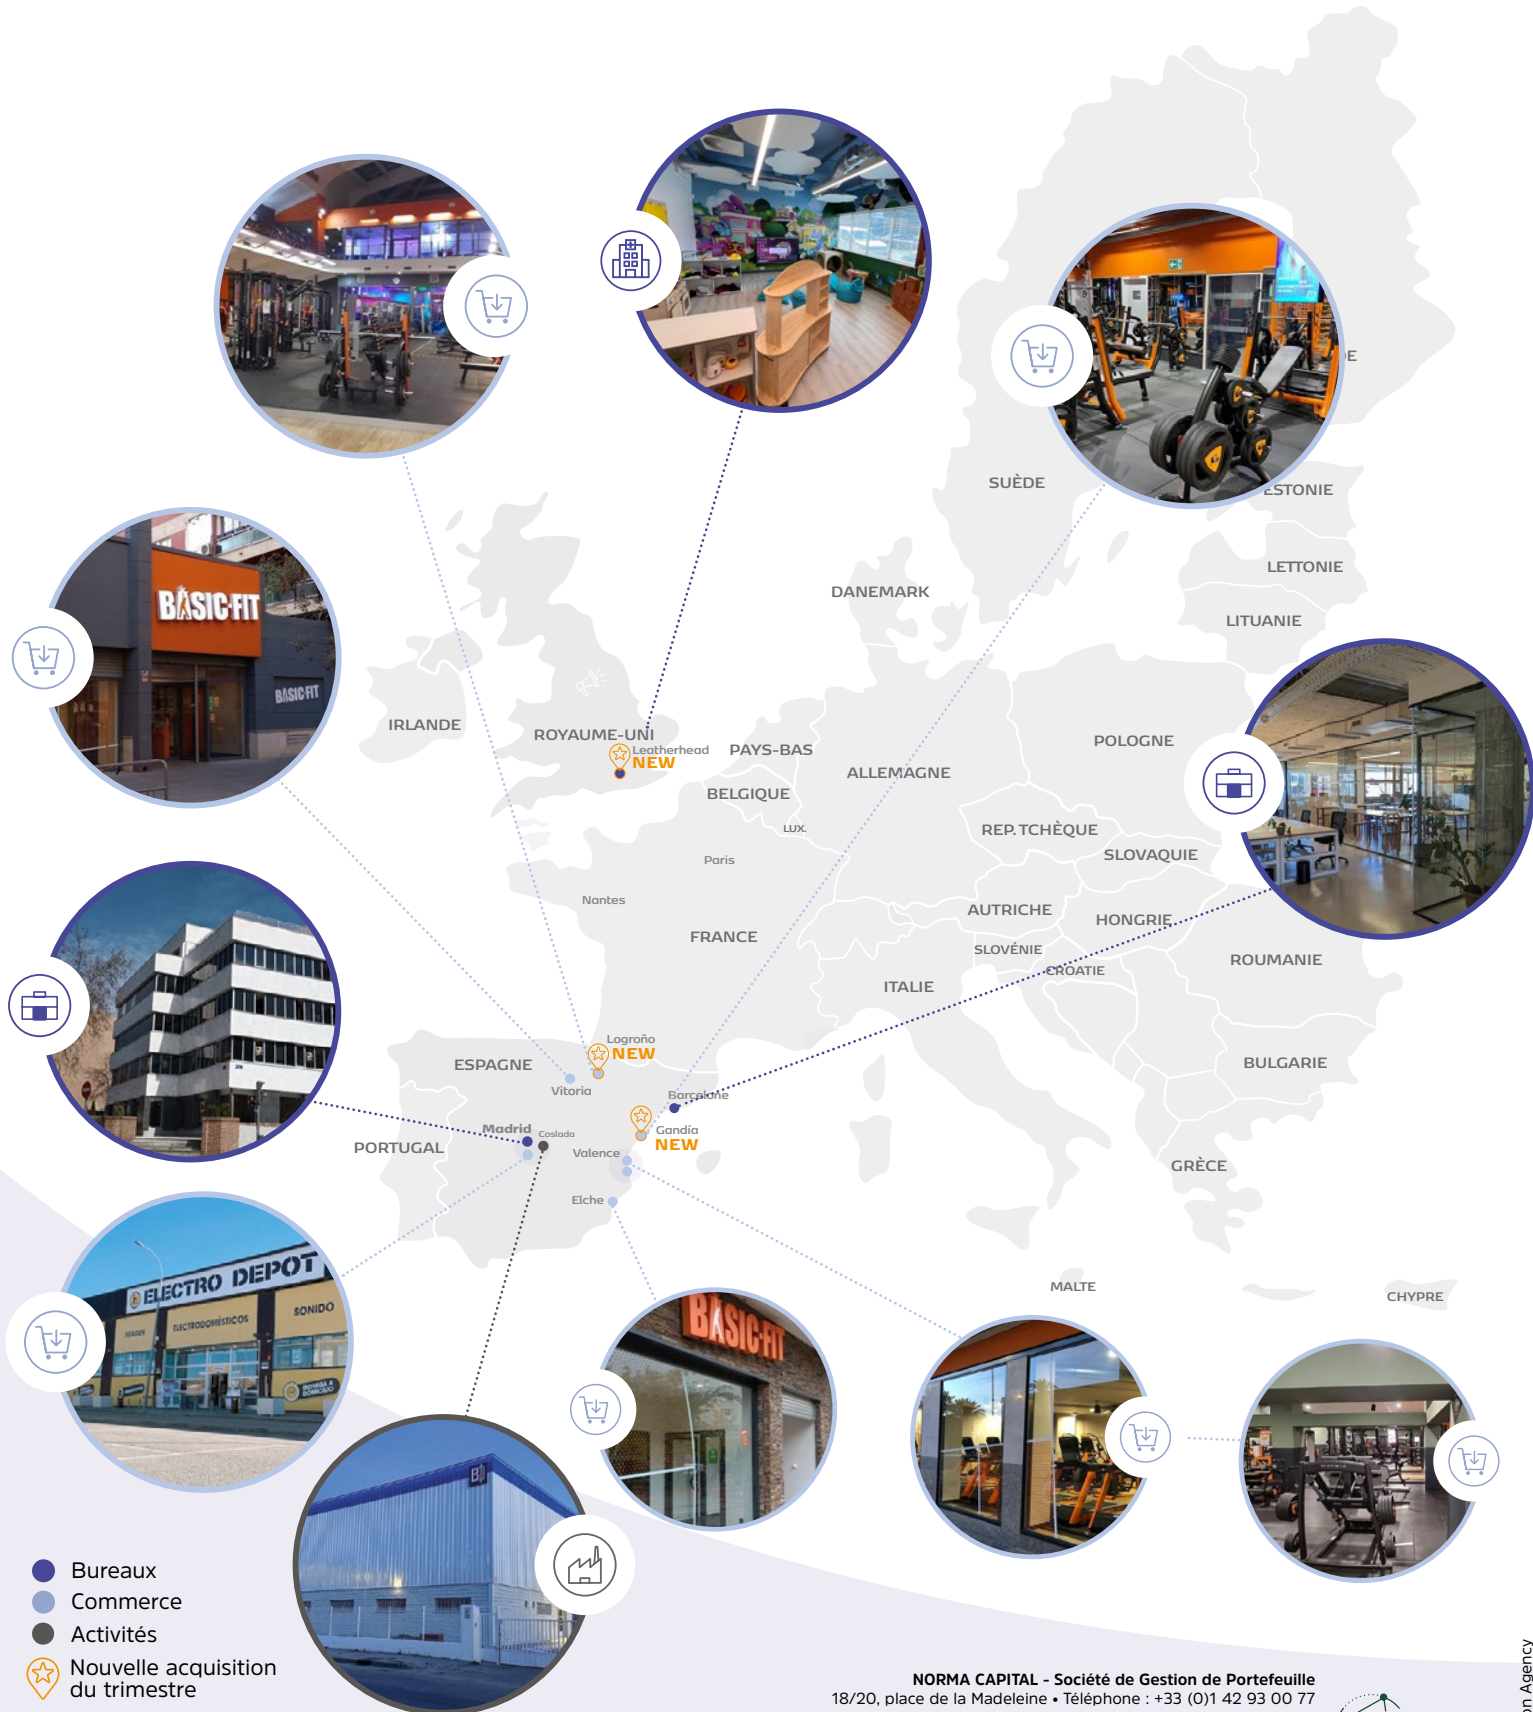 SUÈDE
ESTONIE
LETTONIE
DANEMARK
LITUANIE
BASIC-FIT
BASIC-FIT
IRLANDE
ROYAUME-UNI
Leatherhead
NEW
PAYS-BAS
POLOGNE
ALLEMAGNE
BELGIQUE
LUX.
REP. TCHÈQUE
Paris
SLOVAQUIE
Nantes
AUTRICHE
HONGRIE
FRANCE
SLOVÉNIE
ROUMANIE
CROATIE
ITALIE
Logroño
NEW
ESPAGNE
BULGARIE
Vitoria
Barcelone
Madrid
Coslada
Gandía
NEW
PORTUGAL
Valence
GRÈCE
Elche
MALTE
CHYPRE
ELECTRO DEPOT
IMAGEN
ELECTRODOMÉSTICOS
SONIDO
ENTREGA A
DOMICILIO
BASIC-FIT
Bureaux
Commerce
Activités
Nouvelle acquisition
du trimestre
NORMA CAPITAL - Société de Gestion de Portefeuille
18/20, place de la Madeleine • Téléphone : +33 (0)1 42 93 00 77